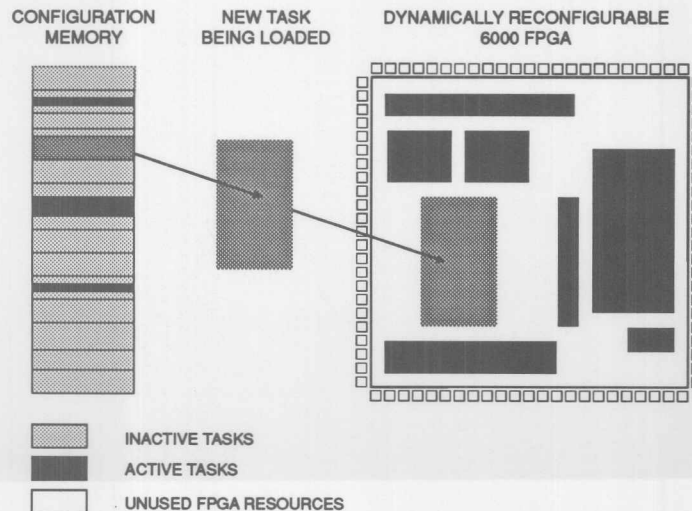 CONFIGURATION
MEMORY
NEW TASK
BEING LOADED
DYNAMICALLY RECONFIGURABLE
6000 FPGA
INACTIVE TASKS
ACTIVE TASKS
UNUSED FPGA RESOURCES